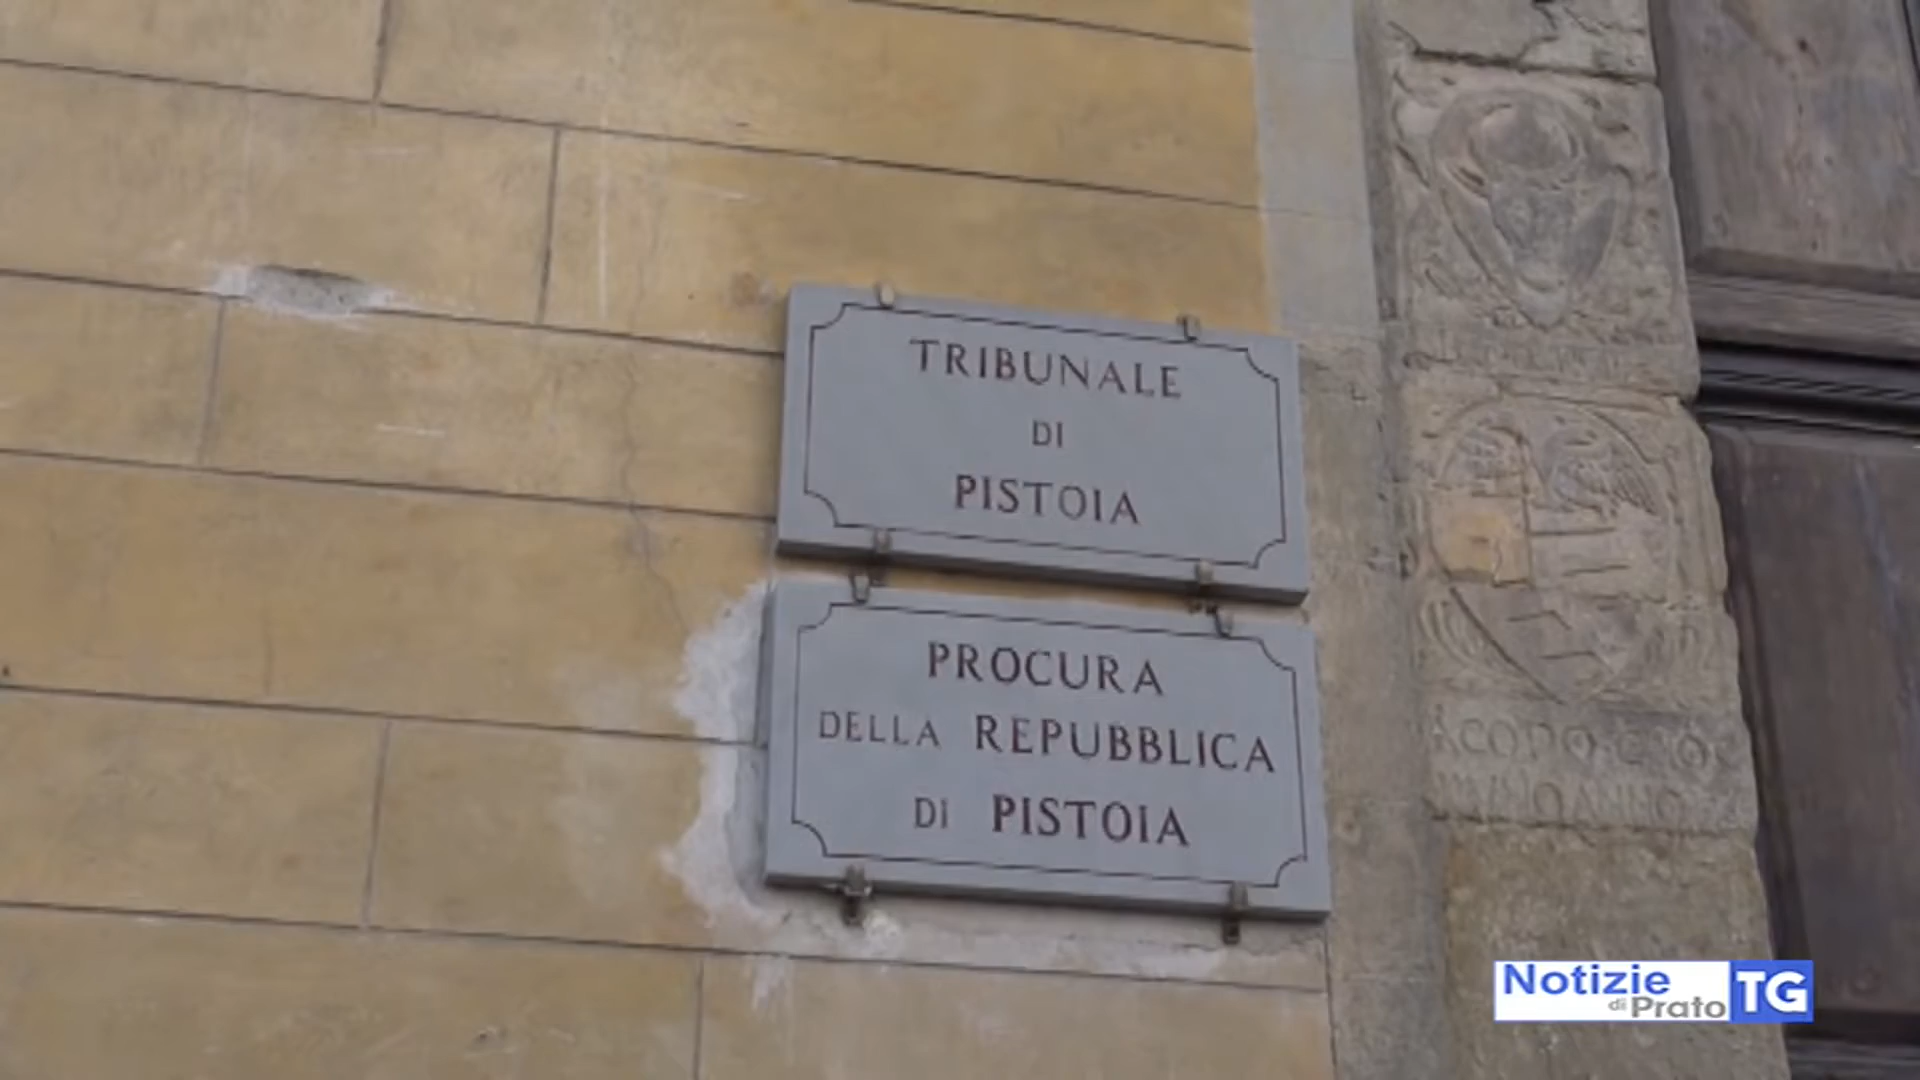 TRIBUNALE
DI
PISTOIA
PROCURA
DELLA REPUBBLICA
DI PISTOIA
Notizie
di Prato TG